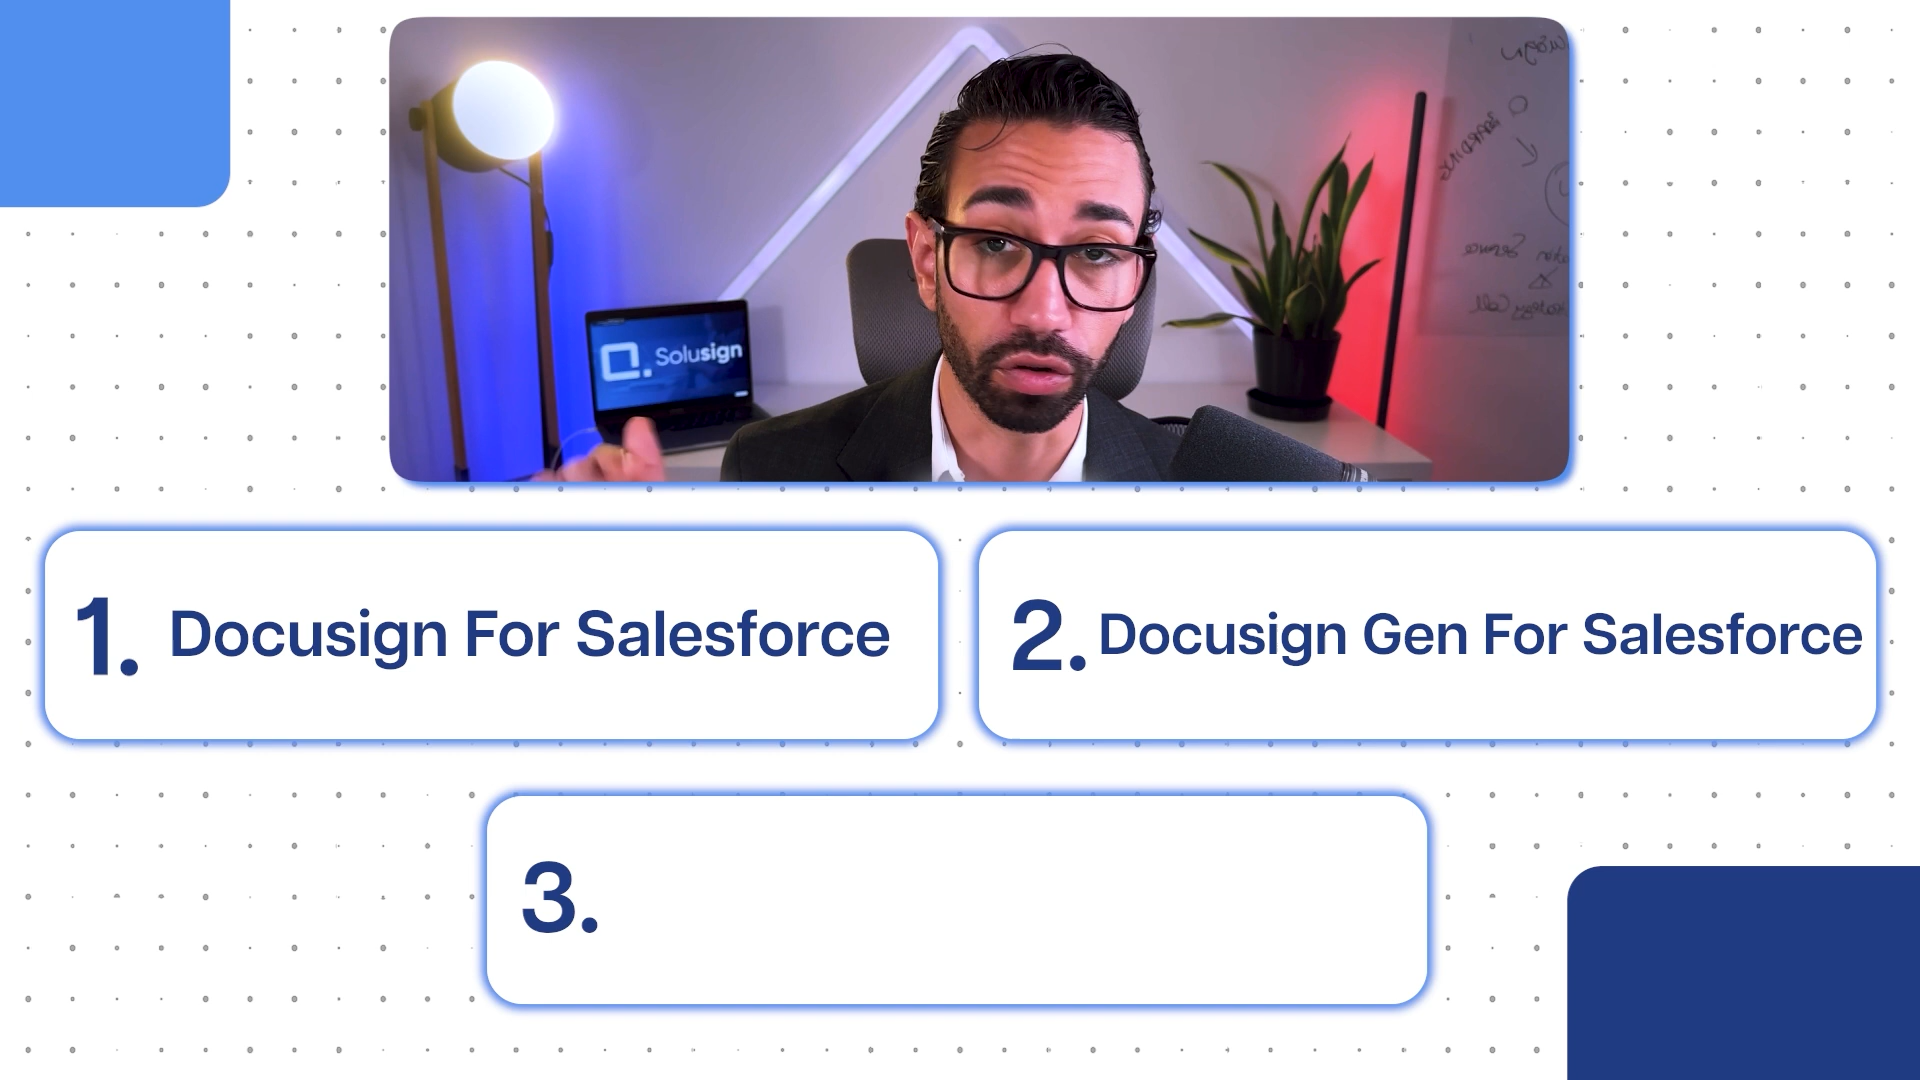 Solusign
1. Docusign For Salesforce
2. Docusign Gen For Salesforce
3.